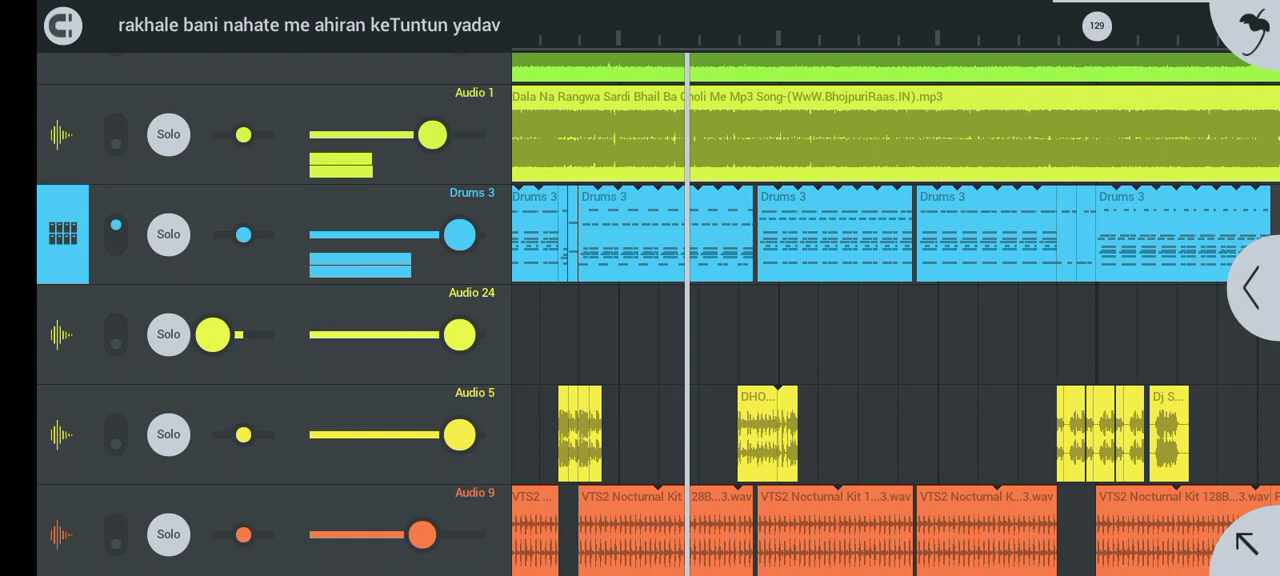 rakhale bani nahate me ahiran keTuntun yadav
129
Audio 1
Solo
Dala Na Rangwa Sardi Bhail Ba Choli Me Mp3 Song-(WwW.BhojpuriRaas.IN).mp3
Drums 3
Solo
Drums 3
Drums 3
Drums 3
Drums 3
Drums 3
Audio 24
Solo
Audio 5
Solo
DHO...
Dj S...
Audio 9
Solo
VTS2 ...
VTS2 Nocturnal Kit 128B...3.wav
VTS2 Nocturnal Kit 1...3.wav
VTS2 Nocturnal K...3.wav
VTS2 Nocturnal Kit 128B...3.wav